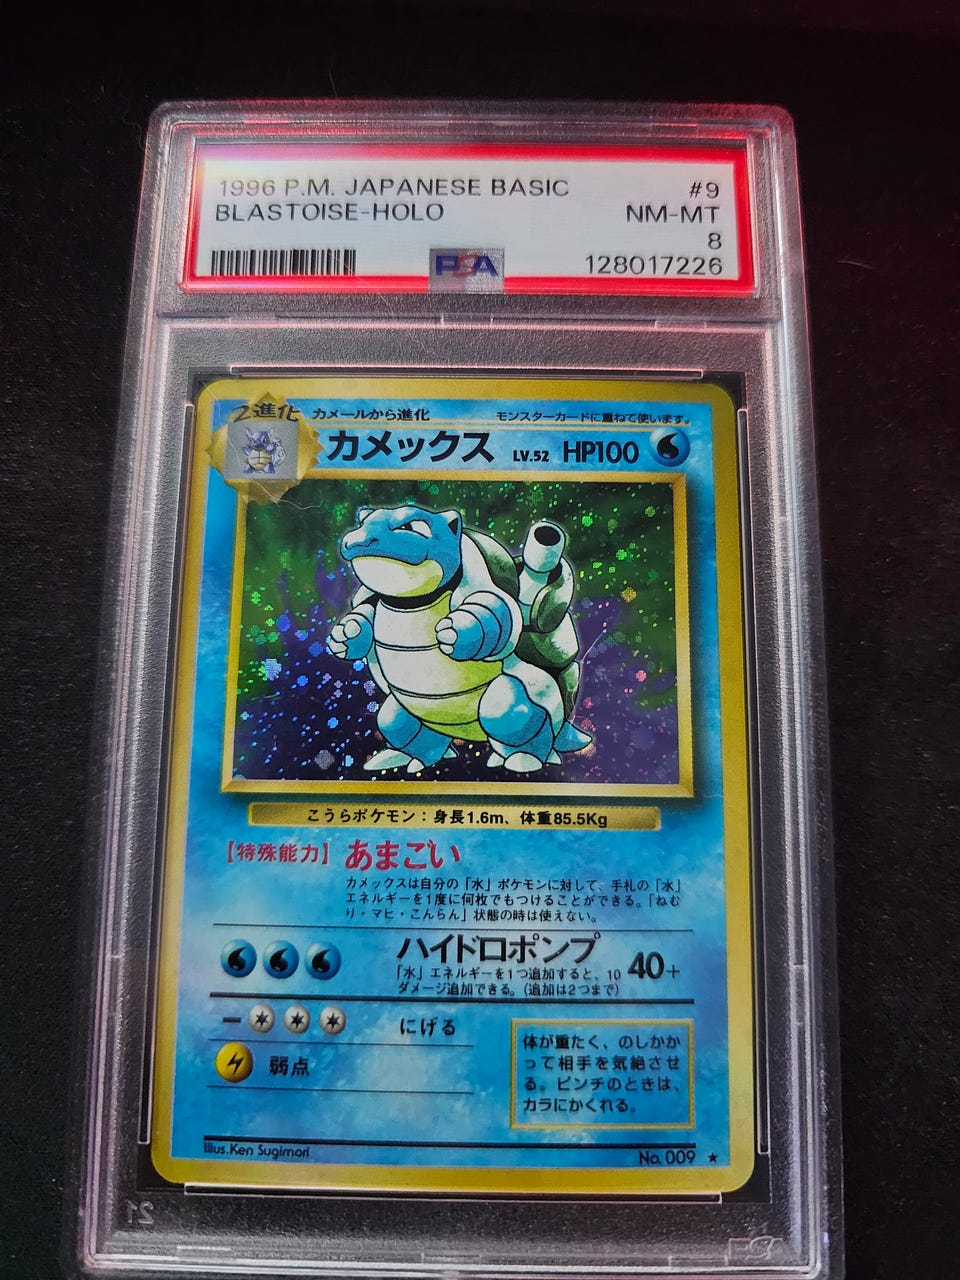 1996 P.M. JAPANESE BASIC #9
BLASTOISE-HOLO NM-MT
8
PSA 128017226
2進化 カメールから進化 モンスターカードに重ねて使います。
カメックス LV.52 HP100
こうらポケモン：身長1.6m、体重85.5Kg
【特殊能力】あまごい
カメックスは自分の「水」ポケモンに対して、手札の「水」
エネルギーを1度に何枚でもつけることができる。「ねむ
り・マヒ・こんらん」状態の時は使えない。
ハイドロポンプ 40+
「水」エネルギーを1つ追加すると、10
ダメージ追加できる。（追加は2つまで）
にげる
弱点
体が重たく、のしかか
って相手を気絶させ
る。ピンチのときは、
カラにかくれる。
Illus.Ken Sugimori No. 009 ★
21 PSA